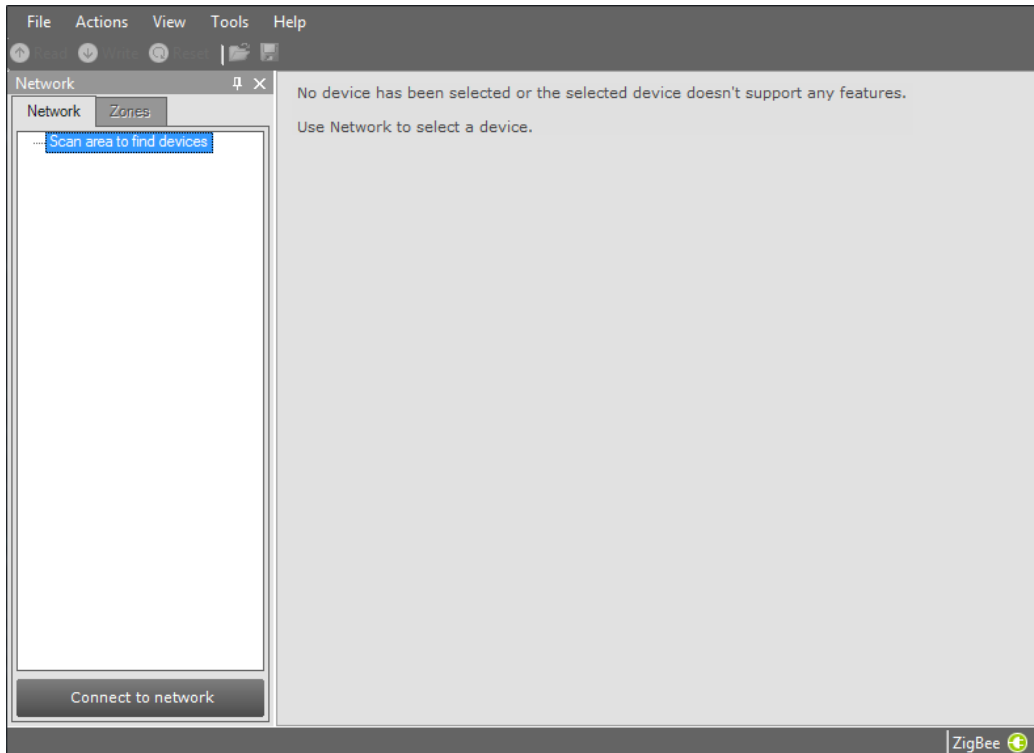 File Actions View Tools Help
Read Write Reset
Network
Network Zones
Scan area to find devices
No device has been selected or the selected device doesn't support any features.
Use Network to select a device.
Connect to network
ZigBee